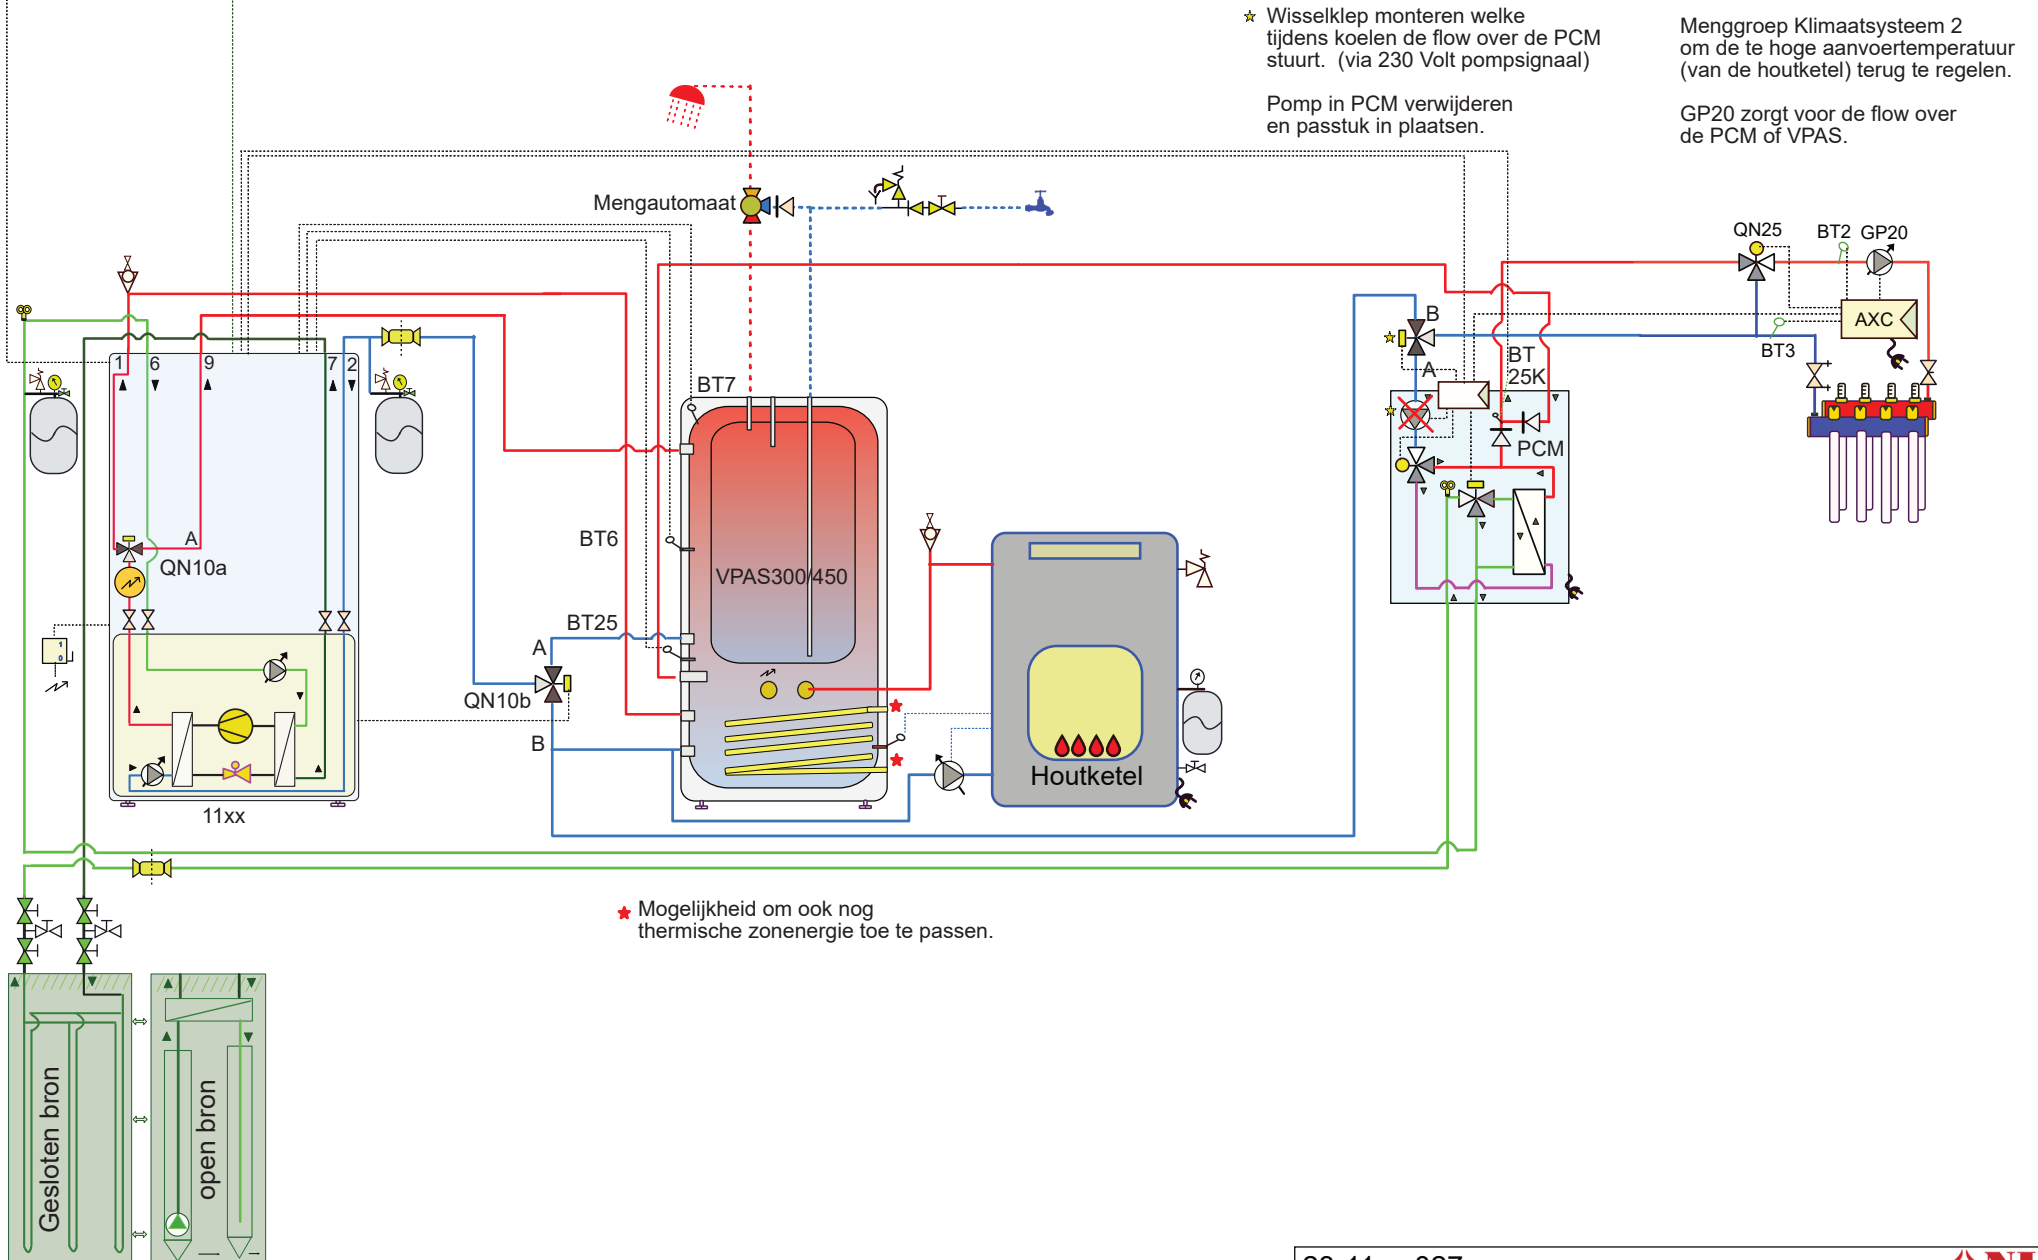 Wisselklep monteren welke
tijdens koelen de flow over de PCM
stuurt. (via 230 Volt pompsignaal)
Pomp in PCM verwijderen
en passtuk in plaatsen.
Menggroep Klimaatsysteem 2
om de te hoge aanvoertemperatuur
(van de houtketel) terug te regelen.
GP20 zorgt voor de flow over
de PCM of VPAS.
Mengautomaat
QN25
BT2
GP20
AXC
BT3
B
A
BT
25K
PCM
1
6
9
7
2
A
QN10a
1
0
11xx
BT7
BT6
BT25
VPAS300/450
A
QN10b
B
Houtketel
Mogelijkheid om ook nog
thermische zonenergie toe te passen.
Gesloten bron
open bron